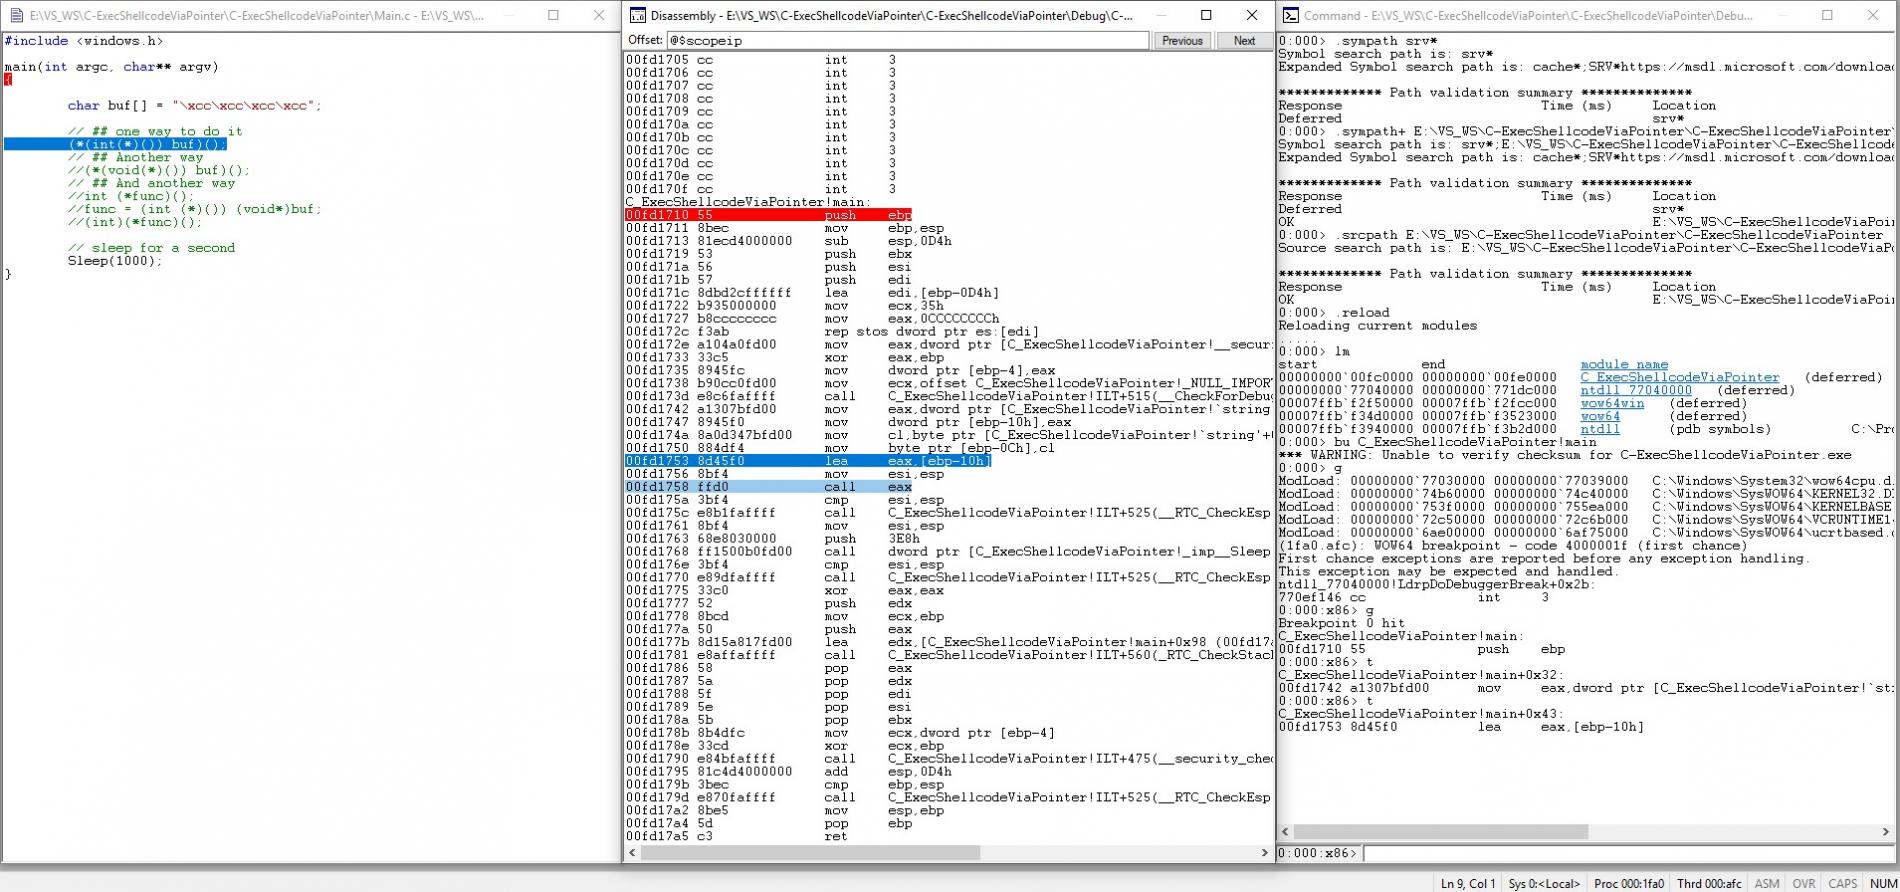 E:\VS_WS\C-ExecShellcodeViaPointer\C-ExecShellcodeViaPointer\Main.c - E:\VS_WS\...
#include <windows.h>
main(int argc, char** argv)
{
char buf[] = "\xcc\xcc\xcc\xcc";
// ## one way to do it
(*(int(*)()) buf)();
// ## Another way
//(*(void(*)()) buf)();
// ## And another way
//int (*func)();
//func = (int (*)()) (void*)buf;
//(int)(*func)();
// sleep for a second
Sleep(1000);
}
Disassembly - E:\VS_WS\C-ExecShellcodeViaPointer\C-ExecShellcodeViaPointer\Debug\C-...
Offset: @$scopeip Previous Next
00fd1705 cc int 3
00fd1706 cc int 3
00fd1707 cc int 3
00fd1708 cc int 3
00fd1709 cc int 3
00fd170a cc int 3
00fd170b cc int 3
00fd170c cc int 3
00fd170d cc int 3
00fd170e cc int 3
00fd170f cc int 3
C_ExecShellcodeViaPointer!main:
00fd1710 55 push ebp
00fd1711 8bec mov ebp,esp
00fd1713 81ecd4000000 sub esp,0D4h
00fd1719 53 push ebx
00fd171a 56 push esi
00fd171b 57 push edi
00fd171c 8dbd2cffffff lea edi,[ebp-0D4h]
00fd1722 b935000000 mov ecx,35h
00fd1727 b8cccccccc mov eax,0CCCCCCCCh
00fd172c f3ab rep stos dword ptr es:[edi]
00fd172e a104a0fd00 mov eax,dword ptr [C_ExecShellcodeViaPointer!__secur:
00fd1733 33c5 xor eax,ebp
00fd1735 8945fc mov dword ptr [ebp-4],eax
00fd1738 b90cc0fd00 mov ecx,offset C_ExecShellcodeViaPointer!_NULL_IMPOR
00fd173d e8c6faffff call C_ExecShellcodeViaPointer!ILT+515(__CheckForDebug
00fd1742 a1307bfd00 mov eax,dword ptr [C_ExecShellcodeViaPointer!`string'
00fd1747 8945f0 mov dword ptr [ebp-10h],eax
00fd174a 8a0d347bfd00 mov cl,byte ptr [C_ExecShellcodeViaPointer!`string'+
00fd1750 884df4 mov byte ptr [ebp-0Ch],cl
00fd1753 8d45f0 lea eax,[ebp-10h]
00fd1756 8bf4 mov esi,esp
00fd1758 ffd0 call eax
00fd175a 3bf4 cmp esi,esp
00fd175c e8b1faffff call C_ExecShellcodeViaPointer!ILT+525(__RTC_CheckEsp
00fd1761 8bf4 mov esi,esp
00fd1763 68e8030000 push 3E8h
00fd1768 ff1500b0fd00 call dword ptr [C_ExecShellcodeViaPointer!_imp__Sleep
00fd176e 3bf4 cmp esi,esp
00fd1770 e89dfaffff call C_ExecShellcodeViaPointer!ILT+525(__RTC_CheckEsp
00fd1775 33c0 xor eax,eax
00fd1777 52 push edx
00fd1778 8bcd mov ecx,ebp
00fd177a 50 push eax
00fd177b 8d15a817fd00 lea edx,[C_ExecShellcodeViaPointer!main+0x98 (00fd17a
00fd1781 e8affaffff call C_ExecShellcodeViaPointer!ILT+560(_RTC_CheckStack
00fd1786 58 pop eax
00fd1787 5a pop edx
00fd1788 5f pop edi
00fd1789 5e pop esi
00fd178a 5b pop ebx
00fd178b 8b4dfc mov ecx,dword ptr [ebp-4]
00fd178e 33cd xor ecx,ebp
00fd1790 e84bfaffff call C_ExecShellcodeViaPointer!ILT+475(__security_chec
00fd1795 81c4d4000000 add esp,0D4h
00fd179b 3bec cmp ebp,esp
00fd179d e870faffff call C_ExecShellcodeViaPointer!ILT+525(__RTC_CheckEsp
00fd17a2 8be5 mov esp,ebp
00fd17a4 5d pop ebp
00fd17a5 c3 ret
Command - E:\VS_WS\C-ExecShellcodeViaPointer\C-ExecShellcodeViaPointer\Debu...
0:000> .sympath srv*
Symbol search path is: srv*
Expanded Symbol search path is: cache*;SRV*https://msdl.microsoft.com/download
************* Path validation summary **************
Response Time (ms) Location
Deferred srv*
0:000> .sympath+ E:\VS_WS\C-ExecShellcodeViaPointer\C-ExecShellcodeViaPointer\
Symbol search path is: srv*;E:\VS_WS\C-ExecShellcodeViaPointer\C-ExecShellcode
Expanded Symbol search path is: cache*;SRV*https://msdl.microsoft.com/download
************* Path validation summary **************
Response Time (ms) Location
Deferred srv*
OK E:\VS_WS\C-ExecShellcodeViaPoin
0:000> .srcpath E:\VS_WS\C-ExecShellcodeViaPointer\C-ExecShellcodeViaPointer
Source search path is: E:\VS_WS\C-ExecShellcodeViaPointer\C-ExecShellcodeViaPo
************* Path validation summary **************
Response Time (ms) Location
OK E:\VS_WS\C-ExecShellcodeViaPoin
0:000> .reload
Reloading current modules
.....
0:000> lm
start end module name
00000000`00fc0000 00000000`00fe0000 C_ExecShellcodeViaPointer (deferred)
00000000`77040000 00000000`771dc000 ntdll_77040000 (deferred)
00007ffb`f2f50000 00007ffb`f2fcc000 wow64win (deferred)
00007ffb`f34d0000 00007ffb`f3523000 wow64 (deferred)
00007ffb`f3940000 00007ffb`f3b2d000 ntdll (pdb symbols) C:\Pro
0:000> bu C_ExecShellcodeViaPointer!main
*** WARNING: Unable to verify checksum for C-ExecShellcodeViaPointer.exe
0:000> g
ModLoad: 00000000`77030000 00000000`77039000 C:\Windows\System32\wow64cpu.d
ModLoad: 00000000`74b60000 00000000`74c40000 C:\Windows\SysWOW64\KERNEL32.D
ModLoad: 00000000`753f0000 00000000`755ea000 C:\Windows\SysWOW64\KERNELBASE
ModLoad: 00000000`72c50000 00000000`72c6b000 C:\Windows\SysWOW64\VCRUNTIME1
ModLoad: 00000000`6ae00000 00000000`6af75000 C:\Windows\SysWOW64\ucrtbased.
(1fa0.afc): WOW64 breakpoint - code 4000001f (first chance)
First chance exceptions are reported before any exception handling.
This exception may be expected and handled.
ntdll_77040000!LdrpDoDebuggerBreak+0x2b:
770ef146 cc int 3
0:000:x86> g
Breakpoint 0 hit
C_ExecShellcodeViaPointer!main:
00fd1710 55 push ebp
0:000:x86> t
C_ExecShellcodeViaPointer!main+0x32:
00fd1742 a1307bfd00 mov eax,dword ptr [C_ExecShellcodeViaPointer!`st
0:000:x86> t
C_ExecShellcodeViaPointer!main+0x43:
00fd1753 8d45f0 lea eax,[ebp-10h]
0:000:x86>
Ln 9, Col 1 Sys 0:<Local> Proc 000:1fa0 Thrd 000:afc ASM OVR CAPS NUM